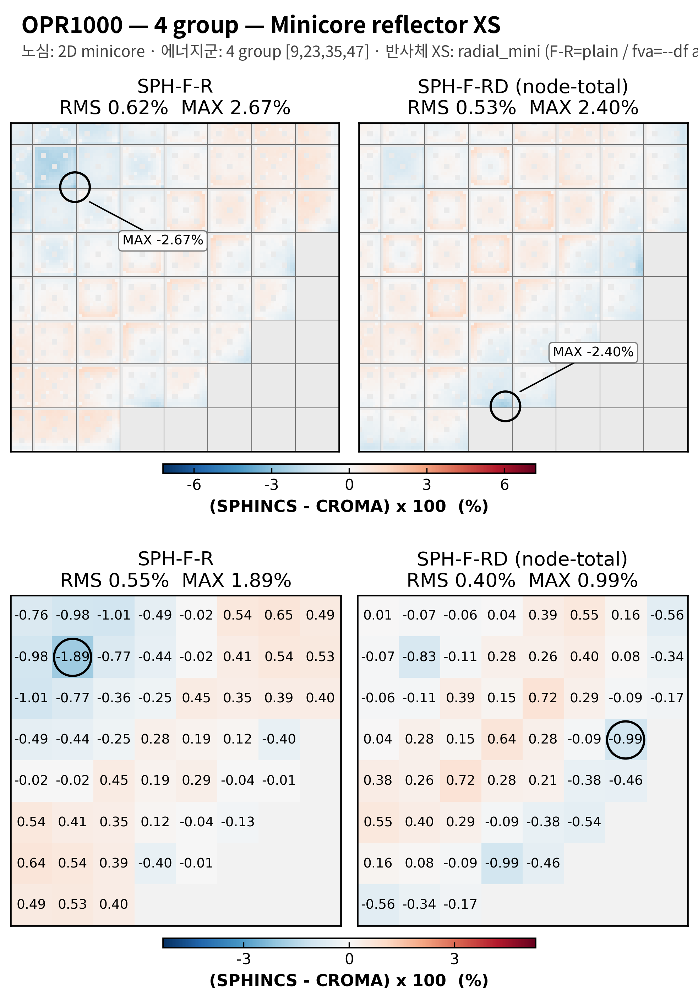 OPR1000 — 4 group — Minicore reflector XS
노심: 2D minicore · 에너지군: 4 group [9,23,35,47] · 반사체 XS: radial_mini (F-R=plain / fva=--df a
SPH-F-R
RMS 0.62% MAX 2.67%
SPH-F-RD (node-total)
RMS 0.53% MAX 2.40%
MAX -2.67%
MAX -2.40%
-6 -3 0 3 6
(SPHINCS - CROMA) x 100 (%)
SPH-F-R
RMS 0.55% MAX 1.89%
-0.76 -0.98 -1.01 -0.49 -0.02 0.54 0.65 0.49
-0.98 -1.89 -0.77 -0.44 -0.02 0.41 0.54 0.53
-1.01 -0.77 -0.36 -0.25 0.45 0.35 0.39 0.40
-0.49 -0.44 -0.25 0.28 0.19 0.12 -0.40
-0.02 -0.02 0.45 0.19 0.29 -0.04 -0.01
0.54 0.41 0.35 0.12 -0.04 -0.13
0.64 0.54 0.39 -0.40 -0.01
0.49 0.53 0.40
SPH-F-RD (node-total)
RMS 0.40% MAX 0.99%
0.01 -0.07 -0.06 0.04 0.39 0.55 0.16 -0.56
-0.07 -0.83 -0.11 0.28 0.26 0.40 0.08 -0.34
-0.06 -0.11 0.39 0.15 0.72 0.29 -0.09 -0.17
0.04 0.28 0.15 0.64 0.28 -0.09 -0.99
0.38 0.26 0.72 0.28 0.21 -0.38 -0.46
0.55 0.40 0.29 -0.09 -0.38 -0.54
0.16 0.08 -0.09 -0.99 -0.46
-0.56 -0.34 -0.17
-3 0 3
(SPHINCS - CROMA) x 100 (%)